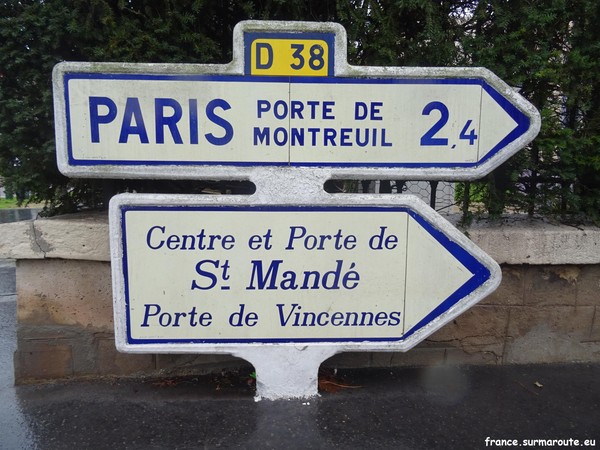 D 38
PARIS PORTE DE MONTREUIL 2,4
Centre et Porte de
St Mandé
Porte de Vincennes
france.surmaroute.eu